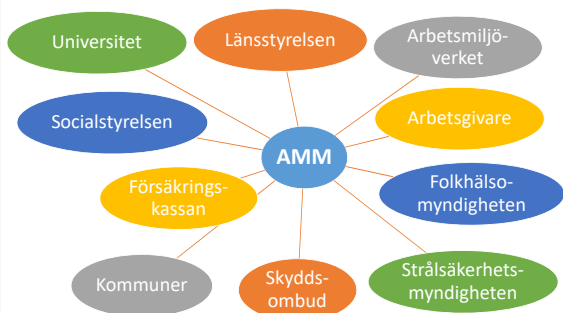 Universitet
Länsstyrelsen
Arbetsmiljö-
verket
Socialstyrelsen
Arbetsgivare
AMM
Försäkrings-
kassan
Folkhälso-
myndigheten
Kommuner
Skydds-
ombud
Strålsäkerhets-
myndigheten